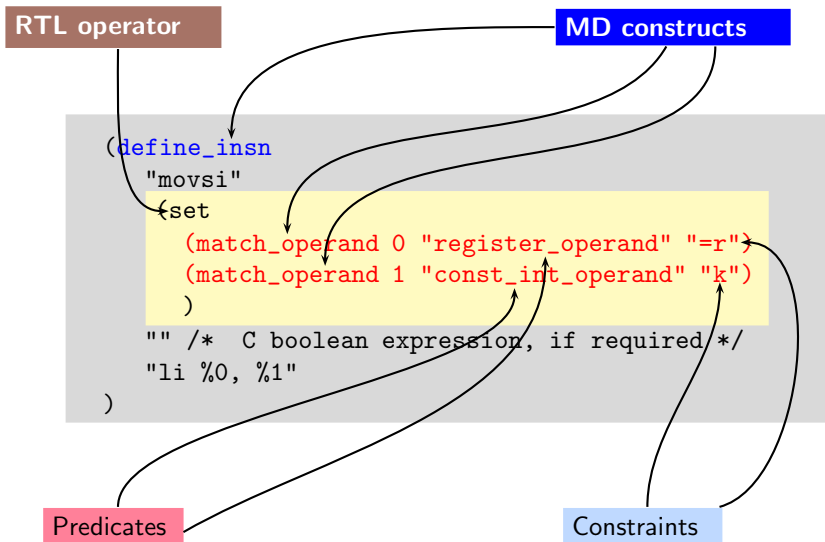 RTL operator
MD constructs
(define_insn
"movsi"
(set
(match_operand 0 "register_operand" "=r")
(match_operand 1 "const_int_operand" "k")
)
"" /* C boolean expression, if required */
"li %0, %1"
)
Predicates
Constraints